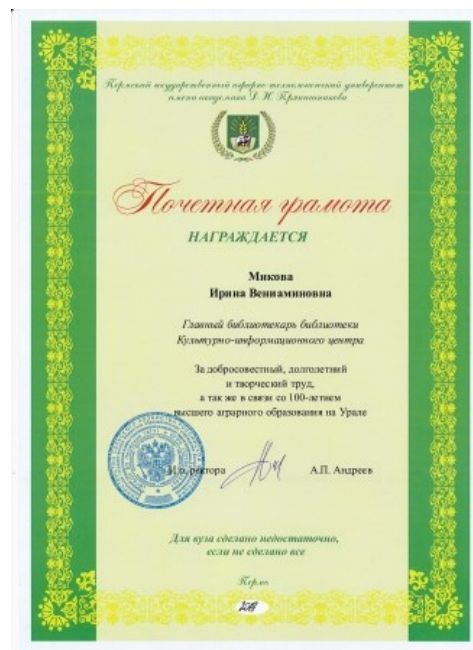 Пермский государственный аграрно-технологический университет
имени академика Д. Н. Прянишникова
Почетная грамота
НАГРАЖДАЕТСЯ
Микова
Ирина Вениаминовна
Главный библиотекарь библиотеки
Культурно-информационного центра
За добросовестный, долголетний
и творческий труд,
а так же в связи со 100-летием
высшего аграрного образования на Урале
И.о. ректора А.П. Андреев
Для вуза сделано недостаточно,
если не сделано все
Пермь